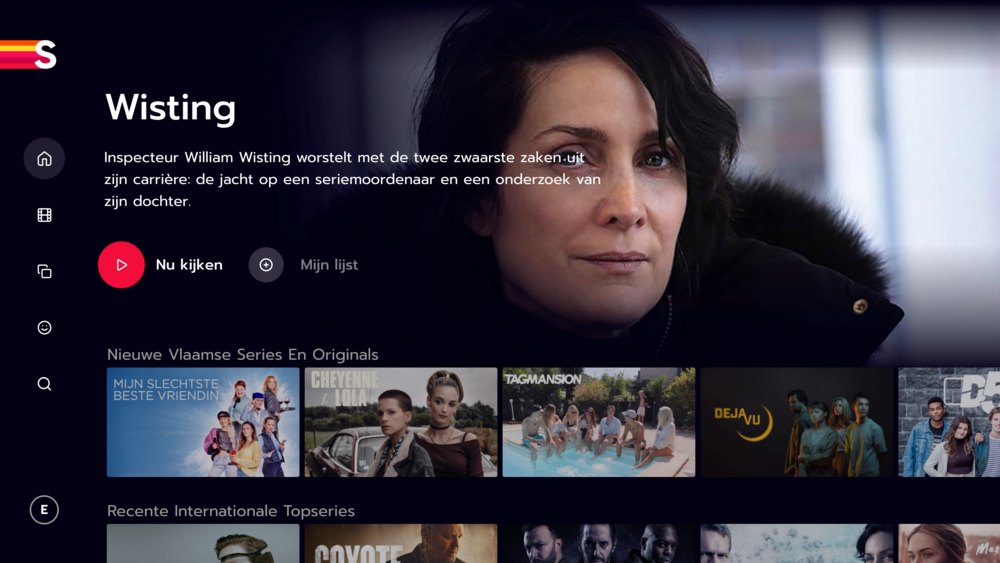 S
Wisting
Inspecteur William Wisting worstelt met de twee zwaarste zaken uit
zijn carrière: de jacht op een seriemoordenaar en een onderzoek van
zijn dochter.
Nu kijken
Mijn lijst
Nieuwe Vlaamse Series En Originals
MIJN SLECHTSTE
BESTE VRIENDIN
CHEYENNE
& LOLA
TAGMANSION
DEJA VU
D5
E
Recente Internationale Topseries
COYOTE